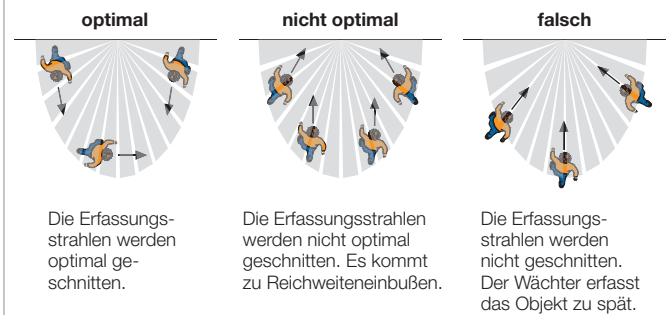 optimal
nicht optimal
falsch
Die Erfassungs-
strahlen werden
optimal ge-
schnitten.
Die Erfassungsstrahlen
werden nicht optimal
geschnitten. Es kommt
zu Reichweiteneinbußen.
Die Erfassungs-
strahlen werden
nicht geschnitten.
Der Wächter erfasst
das Objekt zu spät.